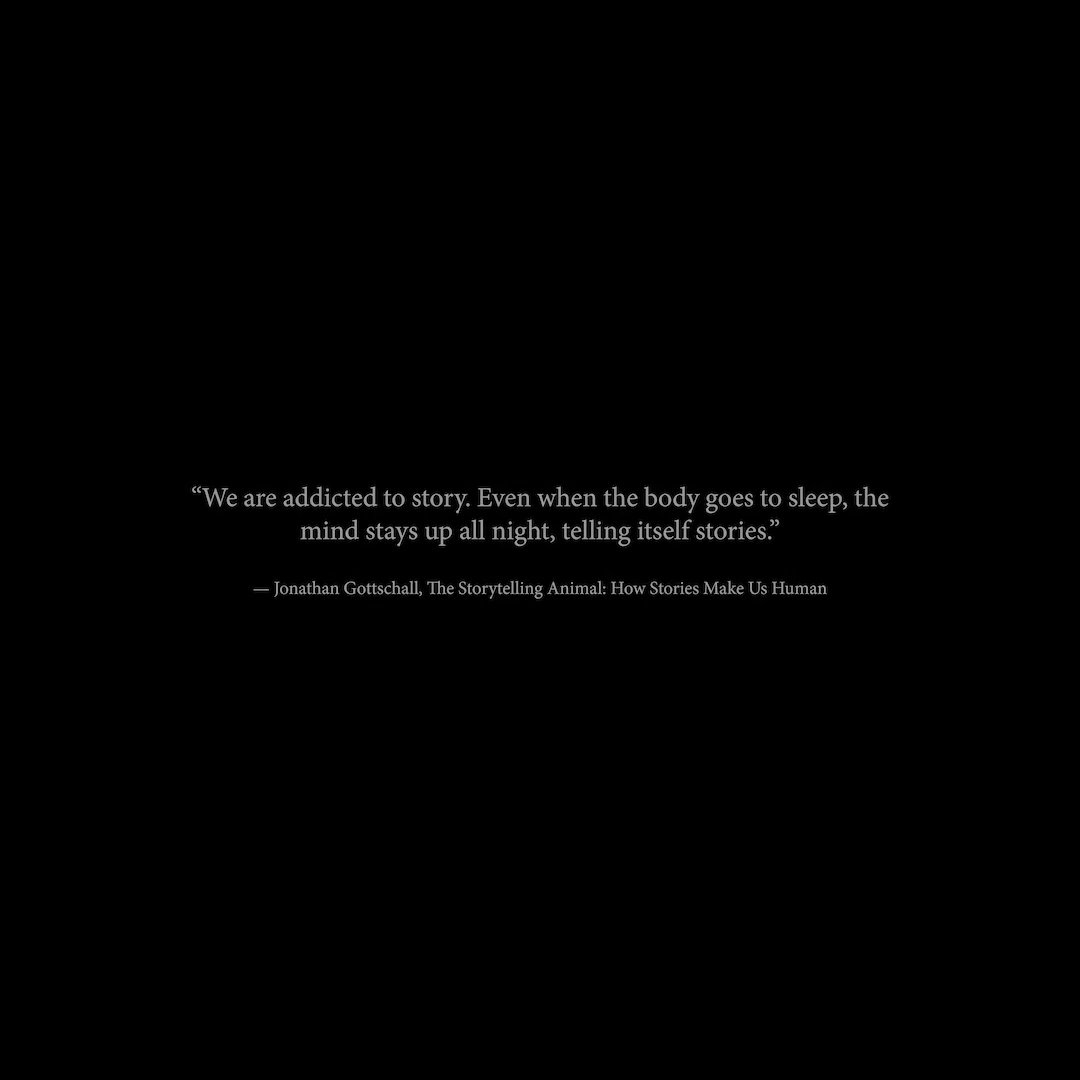 “We are addicted to story. Even when the body goes to sleep, the
mind stays up all night, telling itself stories.”
— Jonathan Gottschall, The Storytelling Animal: How Stories Make Us Human